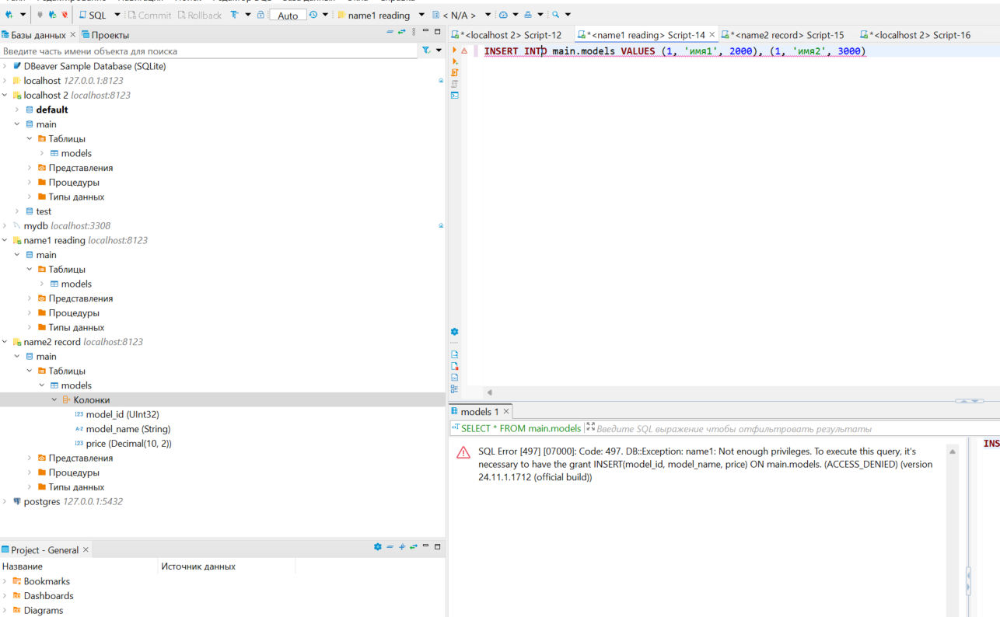 SQL Commit Rollback Auto name1 reading < N/A >
Базы данных Проекты
Введите часть имени объекта для поиска
DBeaver Sample Database (SQLite)
localhost 127.0.0.1:8123
localhost 2 localhost:8123
default
main
Таблицы
models
Представления
Процедуры
Типы данных
test
mydb localhost:3308
name1 reading localhost:8123
main
Таблицы
models
Представления
Процедуры
Типы данных
name2 record localhost:8123
main
Таблицы
models
Колонки
123 model_id (UInt32)
A-Z model_name (String)
123 price (Decimal(10, 2))
Представления
Процедуры
Типы данных
postgres 127.0.0.1:5432
Project - General
Название Источник данных
Bookmarks
Dashboards
Diagrams
*<localhost 2> Script-12 *<name1 reading> Script-14 *<name2 record> Script-15 *<localhost 2> Script-16
INSERT INTO main.models VALUES (1, 'имя1', 2000), (1, 'имя2', 3000)
models 1
SELECT * FROM main.models Введите SQL выражение чтобы отфильтровать результаты
SQL Error [497] [07000]: Code: 497. DB::Exception: name1: Not enough privileges. To execute this query, it's
necessary to have the grant INSERT(model_id, model_name, price) ON main.models. (ACCESS_DENIED) (version
24.11.1.1712 (official build))
INS